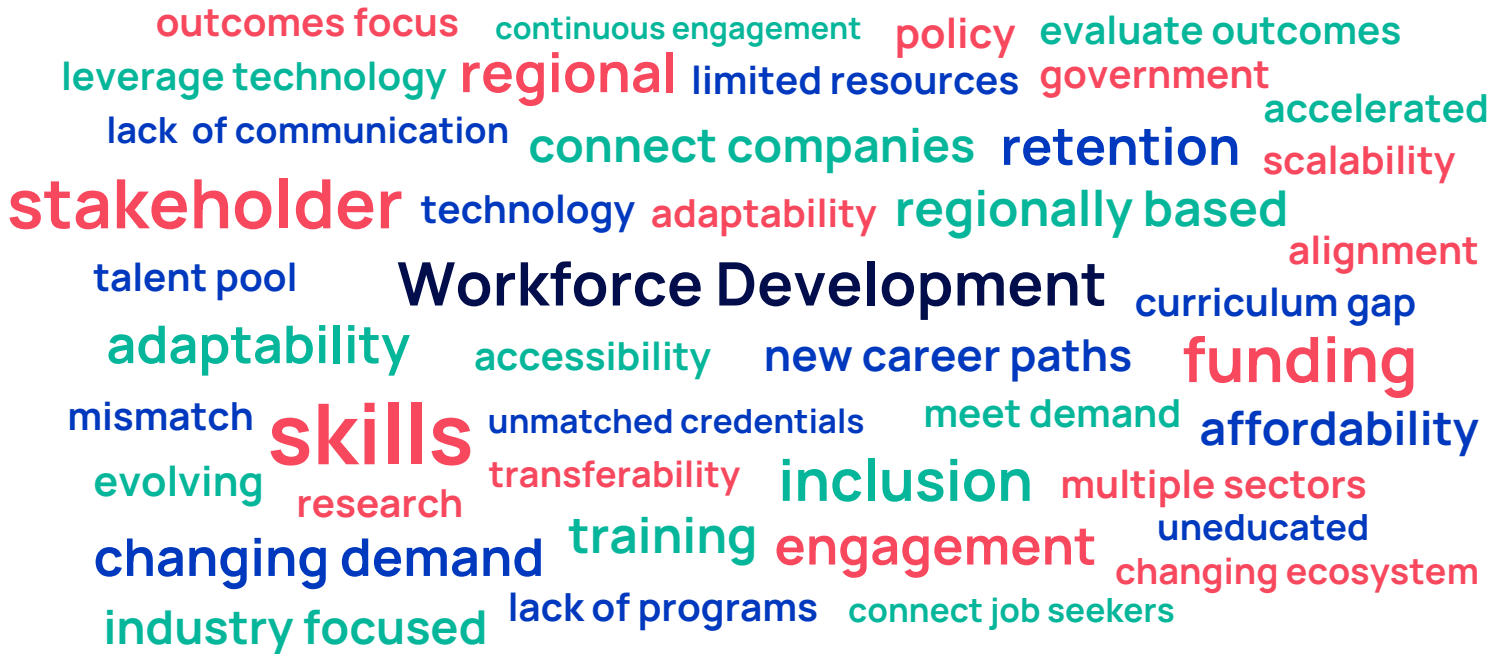 outcomes focus
continuous engagement
policy
evaluate outcomes
leverage technology
regional
limited resources
government
accelerated
lack of communication
connect companies
retention
scalability
stakeholder
technology
adaptability
regionally based
alignment
talent pool
Workforce Development
curriculum gap
adaptability
accessibility
new career paths
funding
mismatch
skills
unmatched credentials
meet demand
affordability
evolving
research
transferability
inclusion
multiple sectors
uneducated
changing demand
training
engagement
changing ecosystem
industry focused
lack of programs
connect job seekers